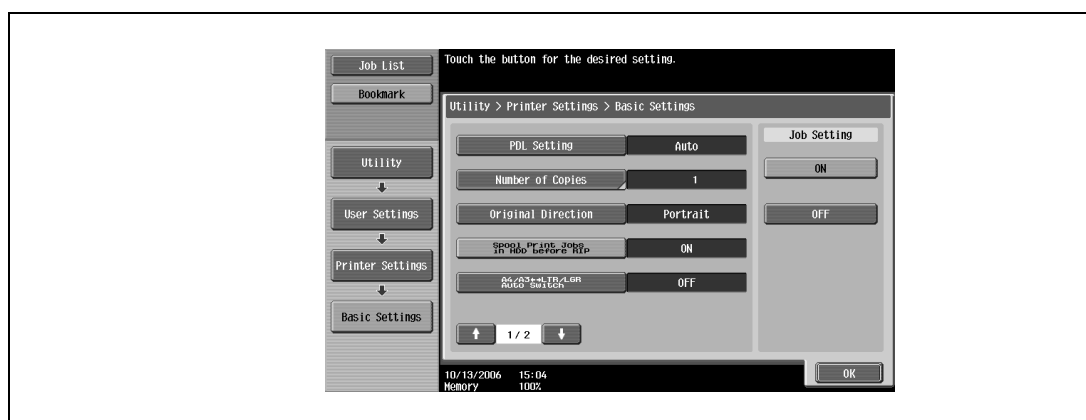 Job List
Bookmark
Touch the button for the desired setting.
Utility > Printer Settings > Basic Settings
Utility
User Settings
Printer Settings
Basic Settings
PDL Setting Auto
Number of Copies 1
Original Direction Portrait
Spool Print Jobs
in HDD before RIP
ON
A4/A3↔LTR/LGR
Auto Switch
OFF
1/ 2
Job Setting
ON
OFF
10/13/2006 15:04
Memory 100%
OK